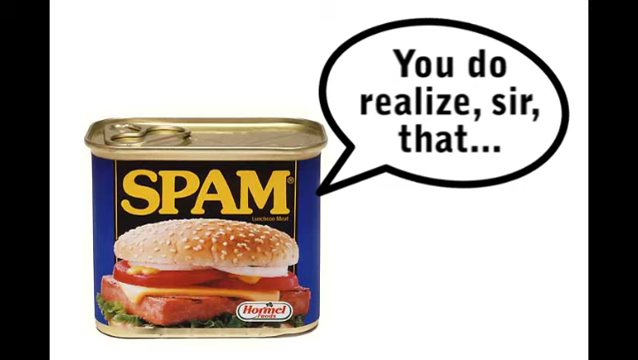 You do
realize, sir,
that...
SPAM®
Luncheon Meat
Hormel
Foods